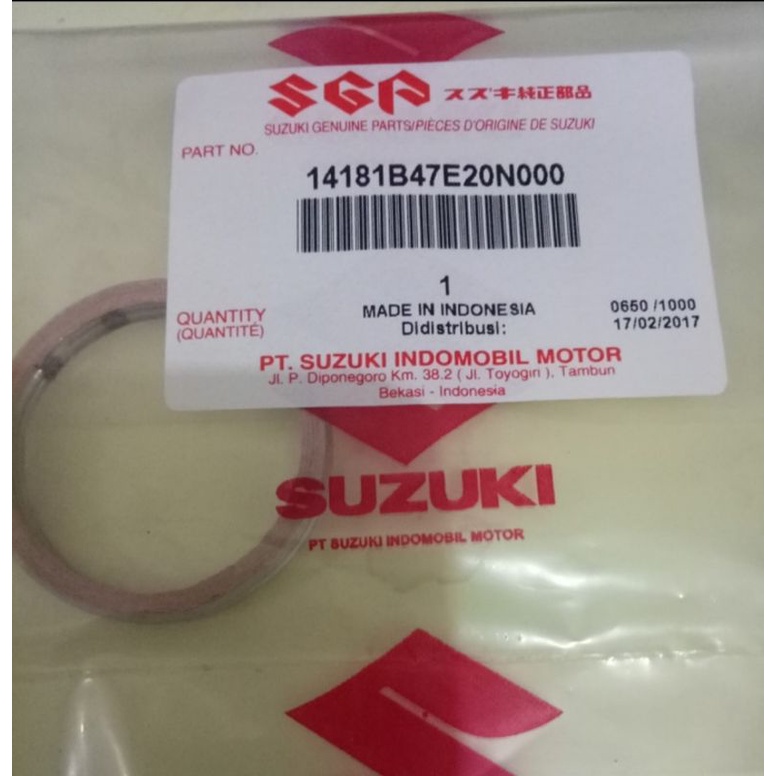 SGP スズキ純正部品
SUZUKI GENUINE PARTS/PIÈCES D'ORIGINE DE SUZUKI
PART NO.
14181B47E20N000
1
QUANTITY
(QUANTITÉ)
MADE IN INDONESIA
Didistribusi:
0650 /1000
17/02/2017
PT. SUZUKI INDOMOBIL MOTOR
Jl. P. Diponegoro Km. 38.2 ( Jl. Toyogiri ), Tambun
Bekasi - Indonesia
SUZUKI
PT SUZUKI INDOMOBIL MOTOR